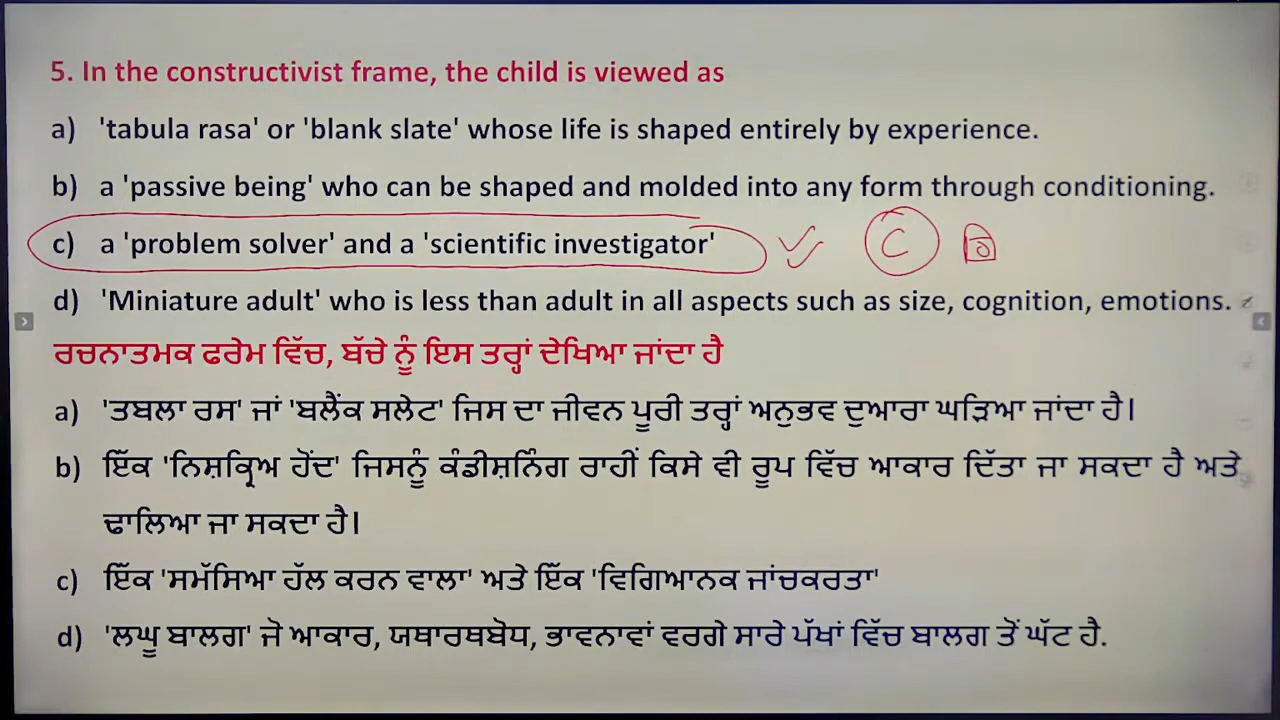 5. In the constructivist frame, the child is viewed as
a) 'tabula rasa' or 'blank slate' whose life is shaped entirely by experience.
b) a 'passive being' who can be shaped and molded into any form through conditioning.
c) a 'problem solver' and a 'scientific investigator' C
d) 'Miniature adult' who is less than adult in all aspects such as size, cognition, emotions.
ਰਚਨਾਤਮਕ ਫਰੇਮ ਵਿੱਚ, ਬੱਚੇ ਨੂੰ ਇਸ ਤਰ੍ਹਾਂ ਦੇਖਿਆ ਜਾਂਦਾ ਹੈ
a) 'ਤਬਲਾ ਰਸ' ਜਾਂ 'ਬਲੈਂਕ ਸਲੇਟ' ਜਿਸ ਦਾ ਜੀਵਨ ਪੂਰੀ ਤਰ੍ਹਾਂ ਅਨੁਭਵ ਦੁਆਰਾ ਘੜਿਆ ਜਾਂਦਾ ਹੈ।
b) ਇੱਕ 'ਨਿਸ਼ਕ੍ਰਿਅ ਹੋਂਦ' ਜਿਸਨੂੰ ਕੰਡੀਸ਼ਨਿੰਗ ਰਾਹੀਂ ਕਿਸੇ ਵੀ ਰੂਪ ਵਿੱਚ ਆਕਾਰ ਦਿੱਤਾ ਜਾ ਸਕਦਾ ਹੈ ਅਤੇ
ਢਾਲਿਆ ਜਾ ਸਕਦਾ ਹੈ।
c) ਇੱਕ 'ਸਮੱਸਿਆ ਹੱਲ ਕਰਨ ਵਾਲਾ' ਅਤੇ ਇੱਕ 'ਵਿਗਿਆਨਕ ਜਾਂਚਕਰਤਾ'
d) 'ਲਘੂ ਬਾਲਗ' ਜੋ ਆਕਾਰ, ਯਥਾਰਥਬੋਧ, ਭਾਵਨਾਵਾਂ ਵਰਗੇ ਸਾਰੇ ਪੱਖਾਂ ਵਿੱਚ ਬਾਲਗ ਤੋਂ ਘੱਟ ਹੈ.